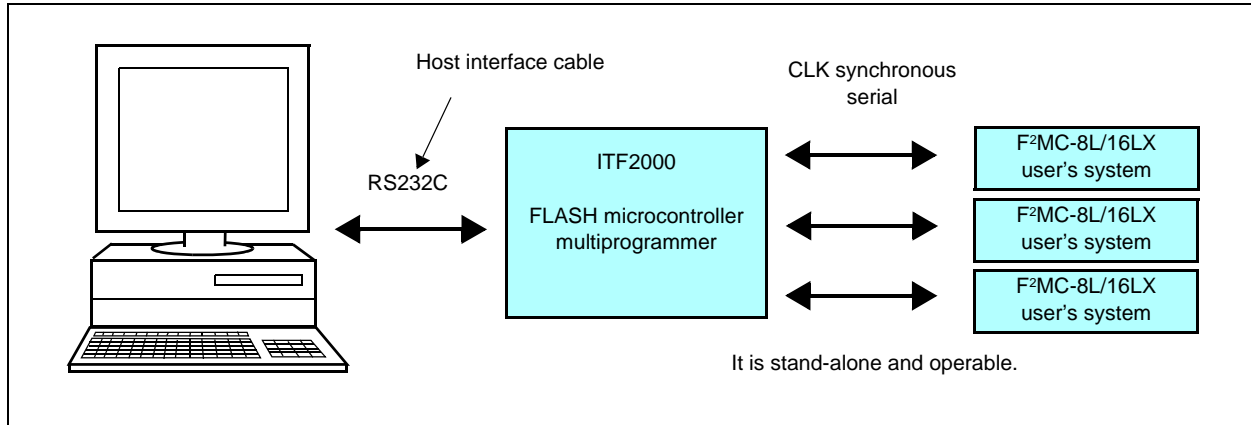 Host interface cable
RS232C
ITF2000
FLASH microcontroller
multiprogrammer
CLK synchronous
serial
F²MC-8L/16LX
user's system
F²MC-8L/16LX
user's system
F²MC-8L/16LX
user's system
It is stand-alone and operable.